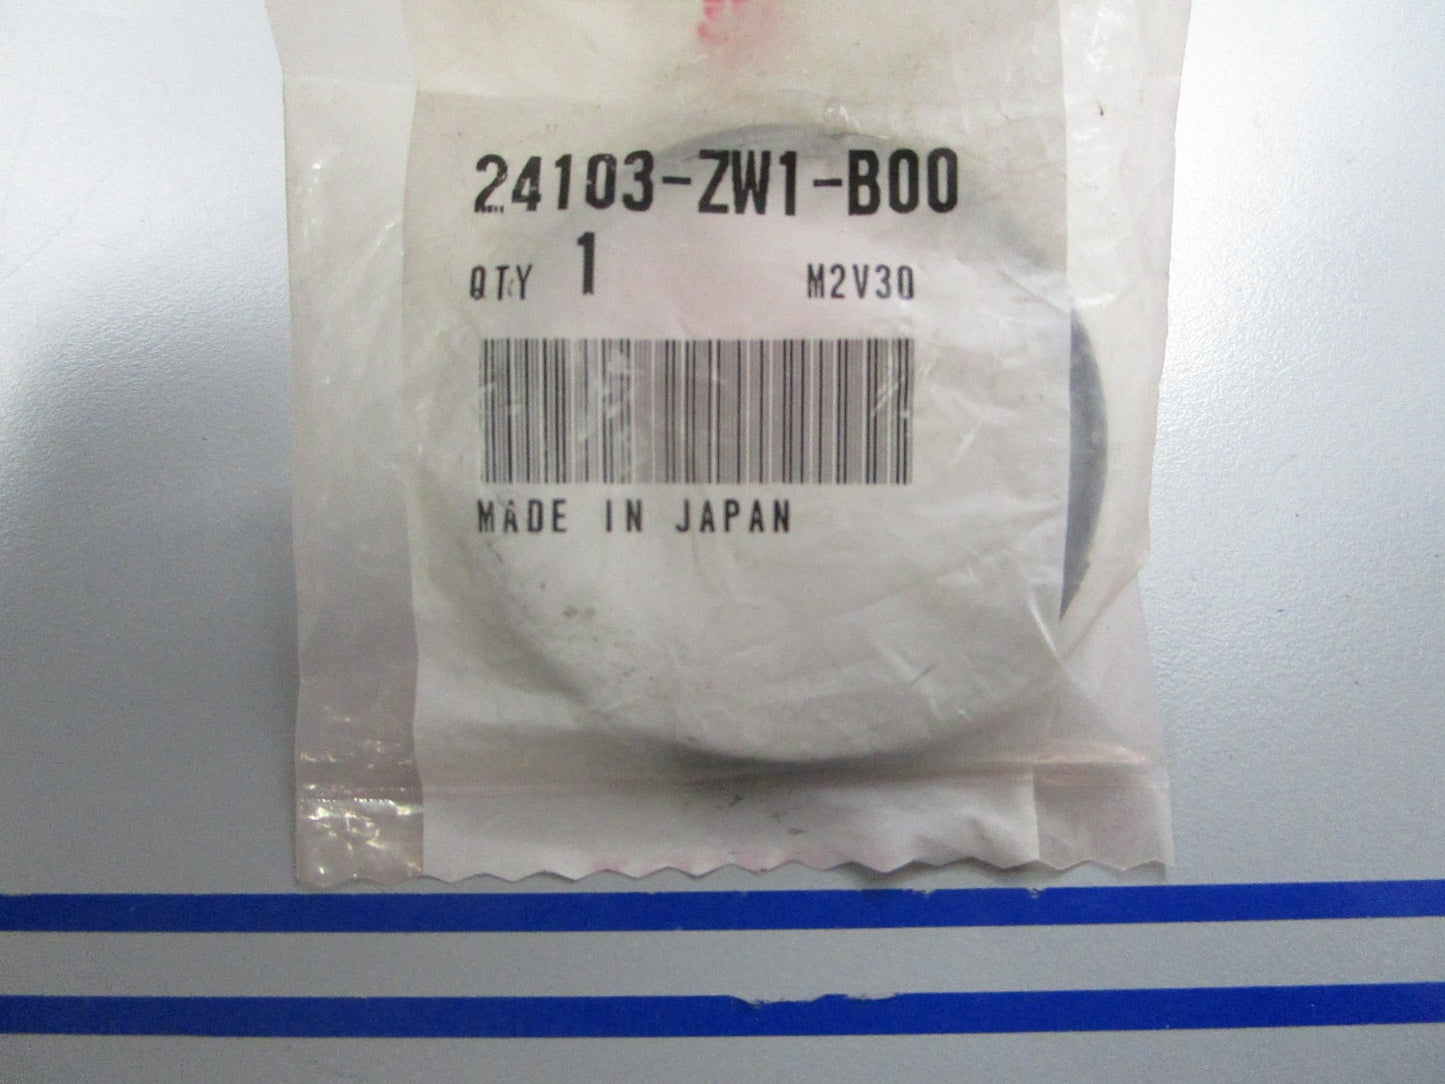 24103-ZW1-B00
QTY 1 M2V30
MADE IN JAPAN